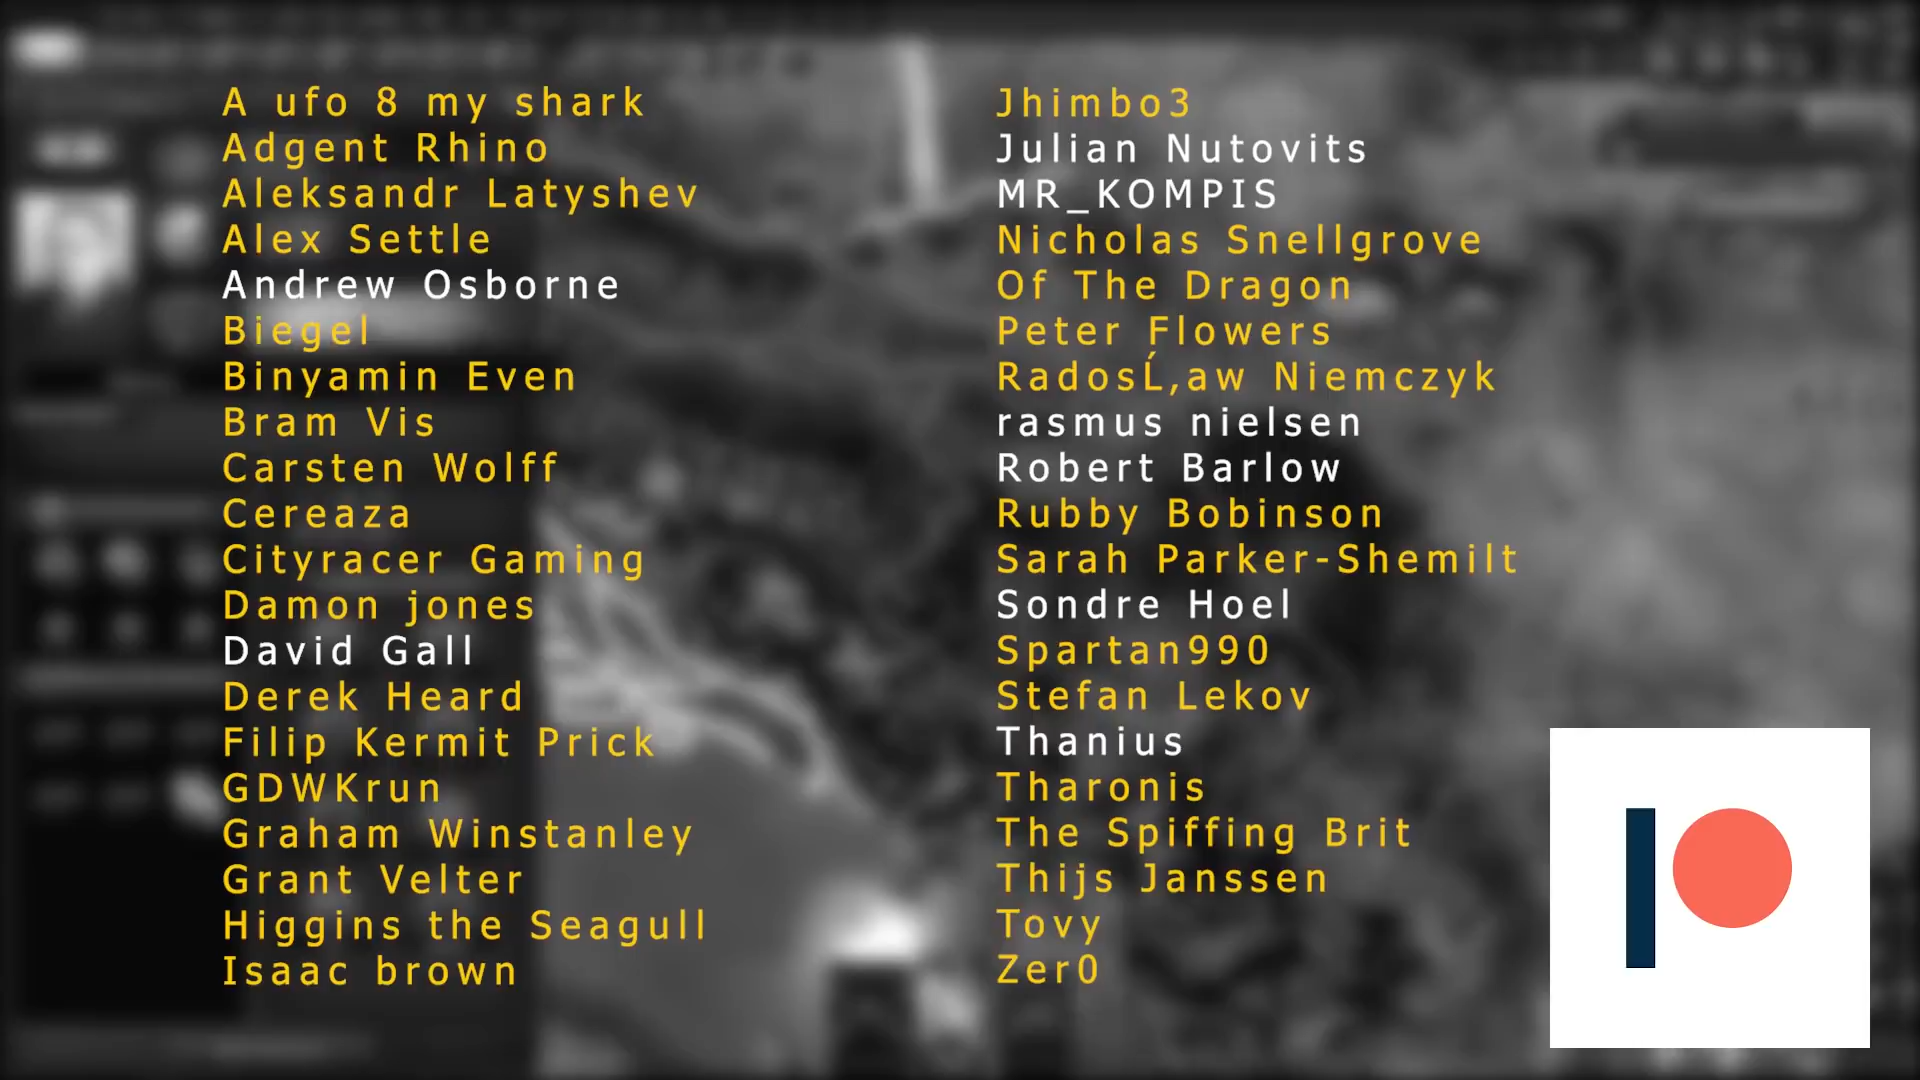 A ufo 8 my shark
Adgent Rhino
Aleksandr Latyshev
Alex Settle
Andrew Osborne
Biegel
Binyamin Even
Bram Vis
Carsten Wolff
Cereaza
Cityracer Gaming
Damon jones
David Gall
Derek Heard
Filip Kermit Prick
GDWKrun
Graham Winstanley
Grant Velter
Higgins the Seagull
Isaac brown
Jhimbo3
Julian Nutovits
MR_KOMPIS
Nicholas Snellgrove
Of The Dragon
Peter Flowers
RadosĹ‚aw Niemczyk
rasmus nielsen
Robert Barlow
Rubby Bobinson
Sarah Parker-Shemilt
Sondre Hoel
Spartan990
Stefan Lekov
Thanius
Tharonis
The Spiffing Brit
Thijs Janssen
Tovy
Zer0